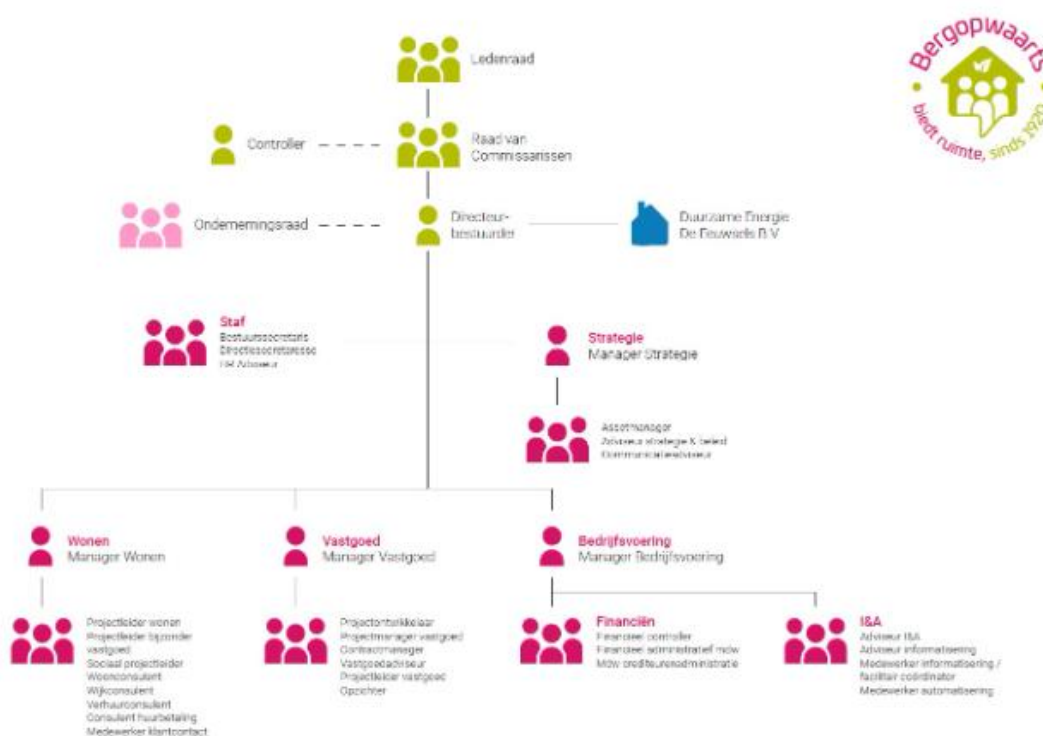 Bergopwaarts
biedt ruimte, sinds 1920
Ledenraad
Controller
Raad van
Commissarissen
Ondernemingsraad
Directeur-
bestuurder
Duurzame Energie
De Eeuwsels B.V.
Staf
Bestuurssecretaris
Directiesecretaresse
HR Adviseur
Strategie
Manager Strategie
Assetmanager
Adviseur strategie & beleid
Communicatieadviseur
Wonen
Manager Wonen
Vastgoed
Manager Vastgoed
Bedrijfsvoering
Manager Bedrijfsvoering
Projectleider wonen
Projectleider bijzonder
vastgoed
Sociaal projectleider
Woonconsulent
Wijkconsulent
Verhuurconsulent
Consulent huurbetaling
Medewerker klantcontact
Projectontwikkelaar
Projectmanager vastgoed
Contractmanager
Vastgoedadviseur
Projectleider vastgoed
Opzichter
Financiën
Financieel controller
Financieel administratief mdw
Mdw crediteurenadministratie
I&A
Adviseur I&A
Adviseur informatisering
Medewerker informatisering /
facilitair coördinator
Medewerker automatisering